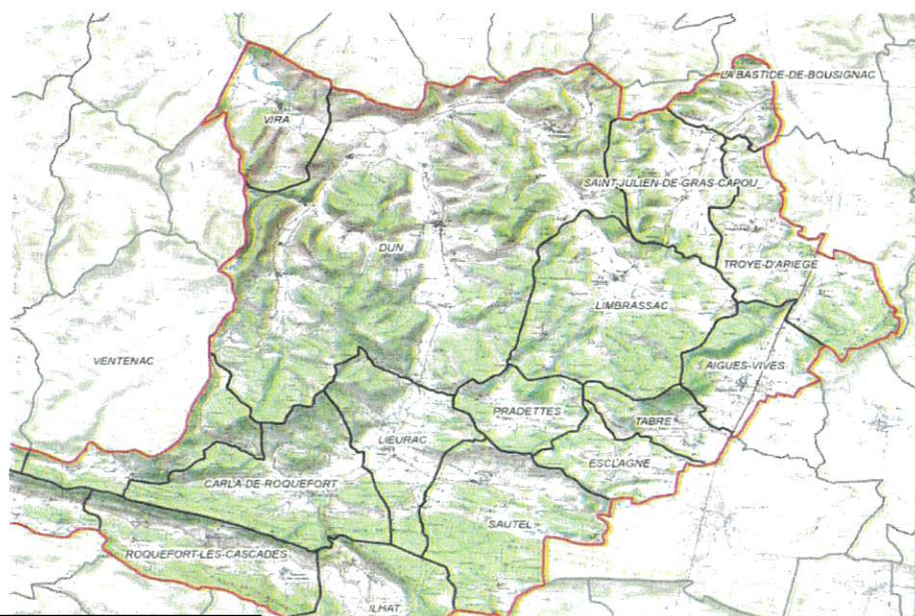 LA BASTIDE-DE-BOUSIGNAC
VIRA
SAINT-JULIEN-DE-GRAS-CAPOU
DUN
TROYE-D'ARIEGE
LIMBRASSAC
VENTENAC
AIGUES-VIVES
PRADETTES
TABRE
LIEURAC
ESCLAGNE
CARLA-DE-ROQUEFORT
SAUTEL
ROQUEFORT-LES-CASCADES
ILHAT